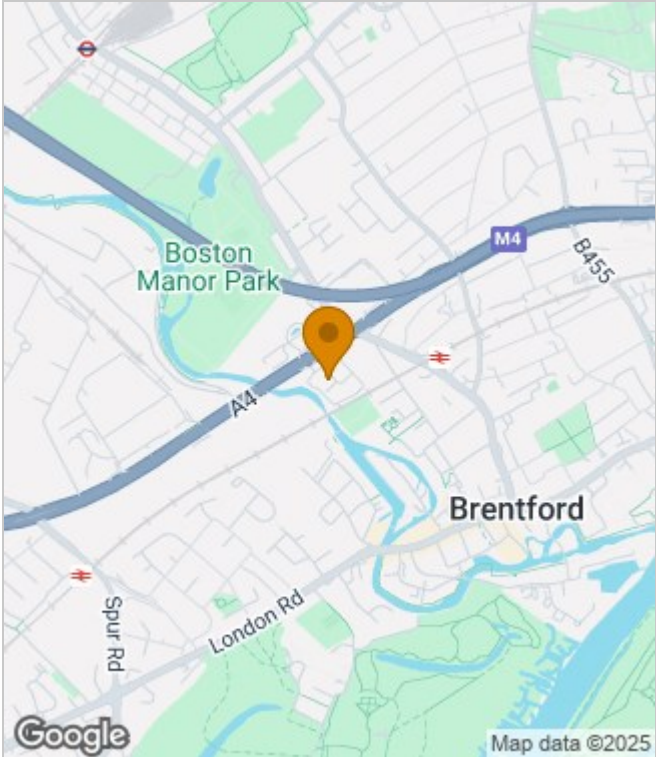 Boston
Manor Park
M4
B455
A4
Brentford
London Rd
Spur Rd
Google
Map data ©2025